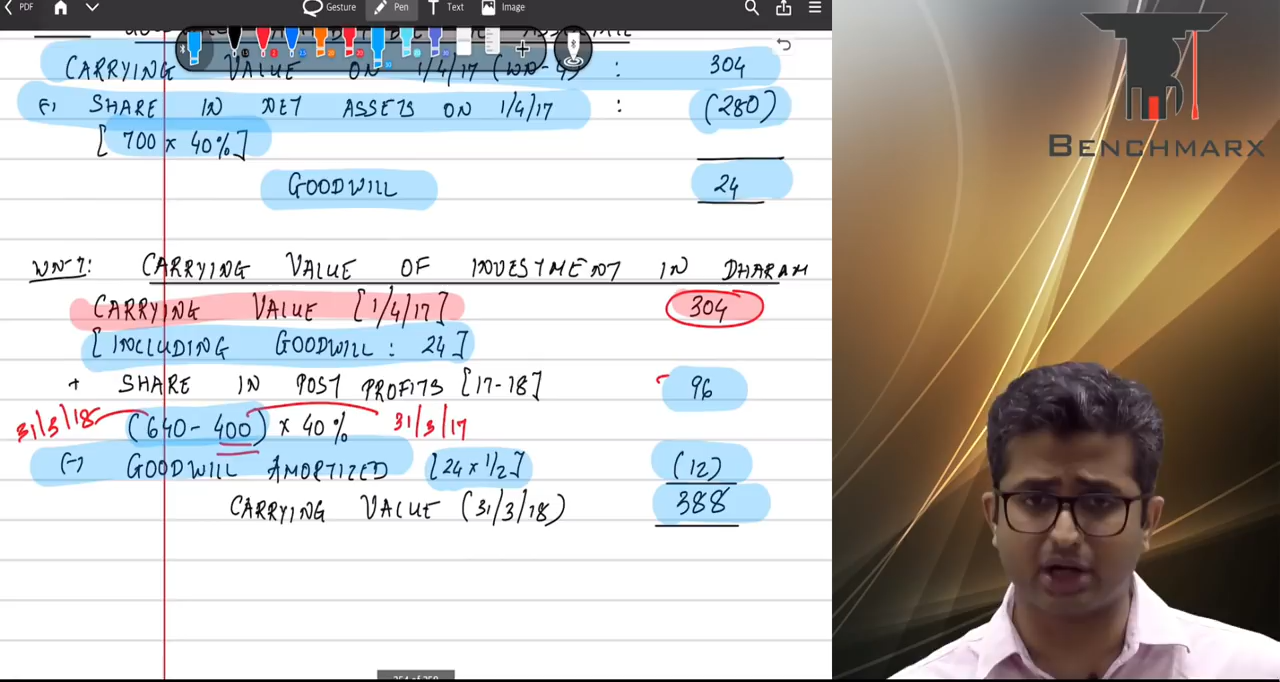 PDF
Gesture
Pen
Text
Image
CARRYING VALUE ON 1/4/17 (WN-4) : 304
(-) SHARE IN NET ASSETS ON 1/4/17 : (280)
[700 × 40%]
GOODWILL 24
WN-7: CARRYING VALUE OF INVESTMENT IN DHARAM
CARRYING VALUE [1/4/17] 304
[INCLUDING GOODWILL : 24]
+ SHARE IN POST PROFITS [17-18] 96
31/3/18 (640 - 400) × 40% 31/3/17
(-) GOODWILL AMORTIZED [24 × 1/2] (12)
CARRYING VALUE (31/3/18) 388
BENCHMARX